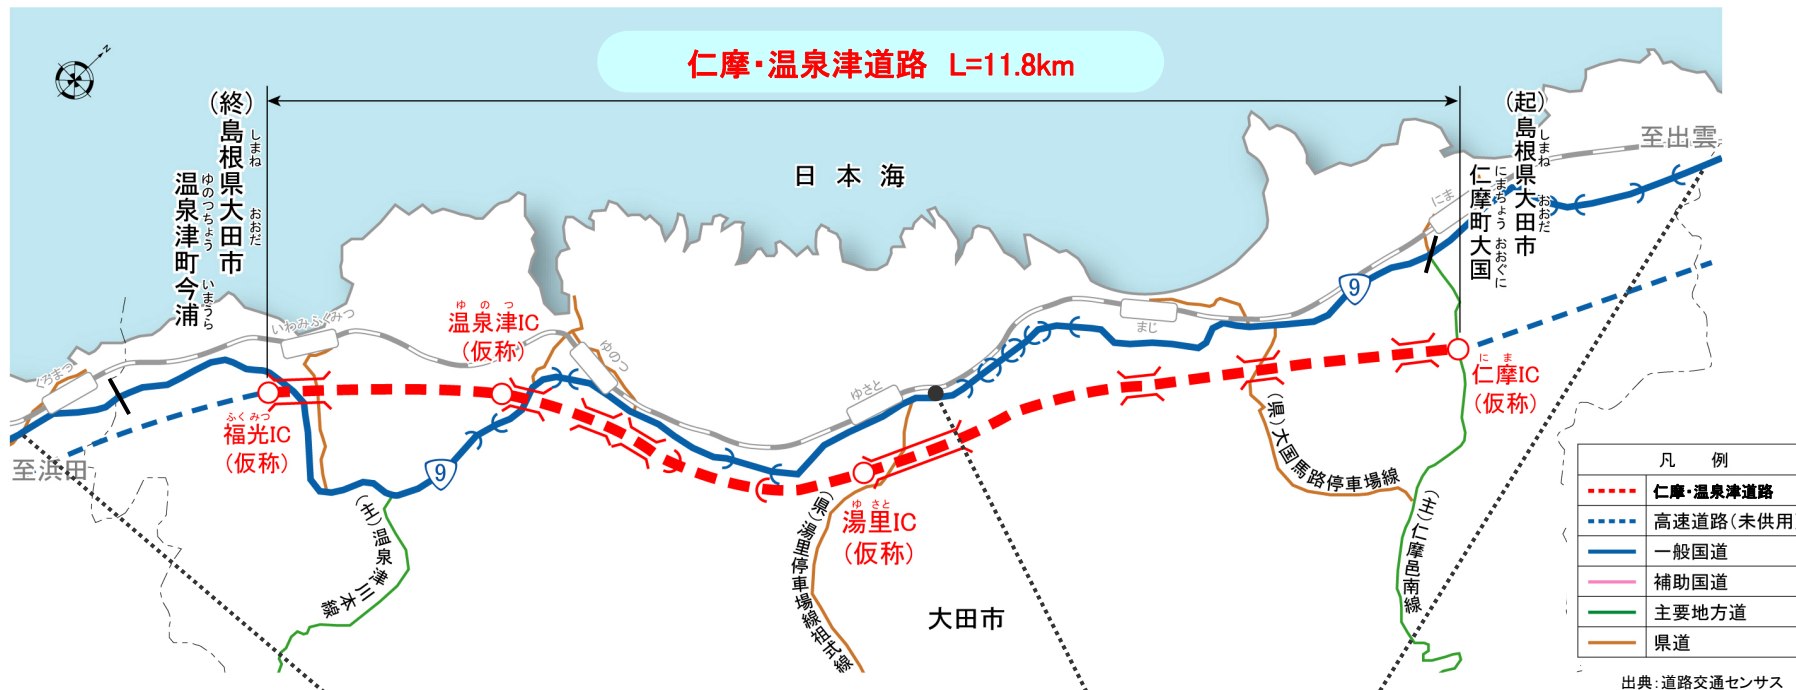 仁摩・温泉津道路 L=11.8km
N
(終)島根県大田市
しまね
おおだ
温泉津町今浦
ゆのつちょう
いまうら
日本海
(起)島根県大田市
しまね
おおだ
仁摩町大国
にまちょう
おおぐに
至出雲
にま
9
まじ
ゆさと
ゆのつ
いわみふくみつ
くろまつ
ゆのつ
温泉津IC
(仮称)
ふくみつ
福光IC
(仮称)
至浜田
9
(主)温泉津川本線
ゆさと
湯里IC
(仮称)
(県)湯里停車場線祖式線
大田市
(県)大国馬路停車場線
(主)仁摩邑南線
にま
仁摩IC
(仮称)
凡例
仁摩・温泉津道路
高速道路(未供用)
一般国道
補助国道
主要地方道
県道
出典:道路交通センサス